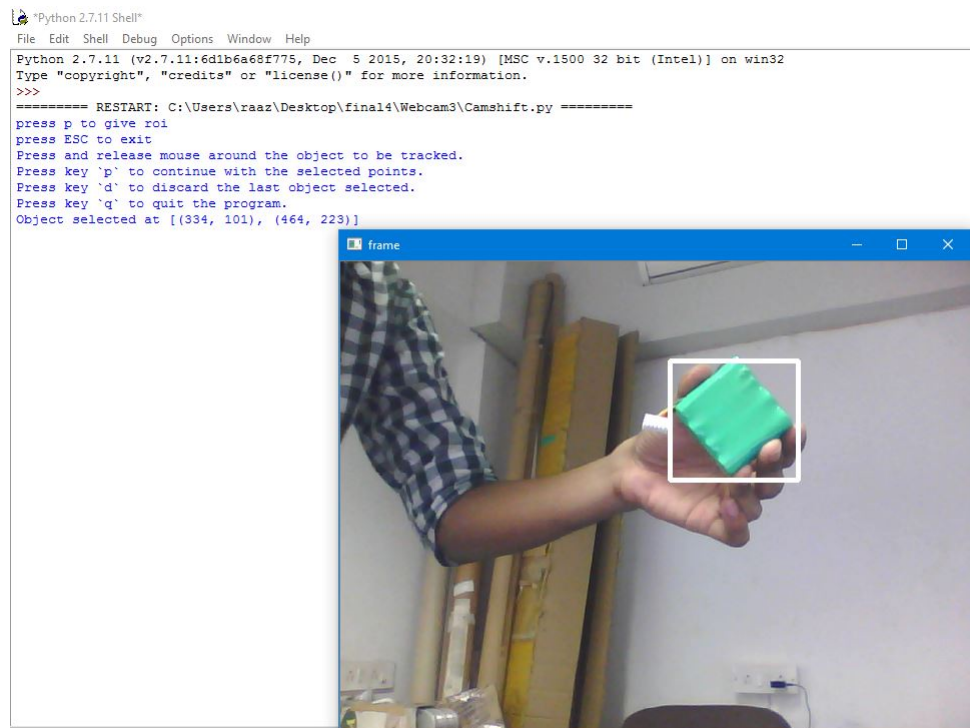 *Python 2.7.11 Shell*
File Edit Shell Debug Options Window Help
Python 2.7.11 (v2.7.11:6d1b6a68f775, Dec  5 2015, 20:32:19) [MSC v.1500 32 bit (Intel)] on win32
Type "copyright", "credits" or "license()" for more information.
>>>
========= RESTART: C:\Users\raaz\Desktop\final4\Webcam3\Camshift.py =========
press p to give roi
press ESC to exit
Press and release mouse around the object to be tracked.
Press key `p` to continue with the selected points.
Press key `d` to discard the last object selected.
Press key `q` to quit the program.
Object selected at [(334, 101), (464, 223)]
frame